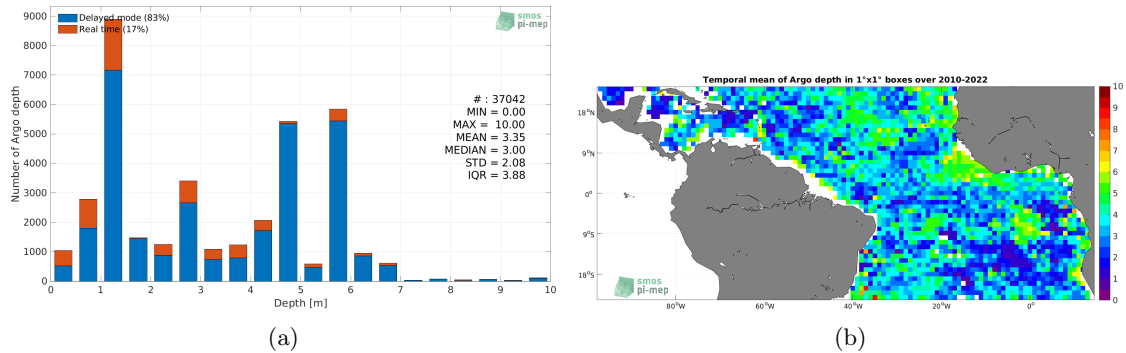 Delayed mode (83%)
Real time (17%)
smos
pi-mep
9000
8000
7000
6000
5000
4000
3000
2000
1000
0
Number of Argo depth
# : 37042
MIN = 0.00
MAX = 10.00
MEAN = 3.35
MEDIAN = 3.00
STD = 2.08
IQR = 3.88
0 1 2 3 4 5 6 7 8 9 10
Depth [m]
(a)
Temporal mean of Argo depth in 1°x1° boxes over 2010-2022
18°N
9°N
0°
9°S
18°S
80°W 60°W 40°W 20°W 0°
smos
pi-mep
10
9
8
7
6
5
4
3
2
1
0
(b)